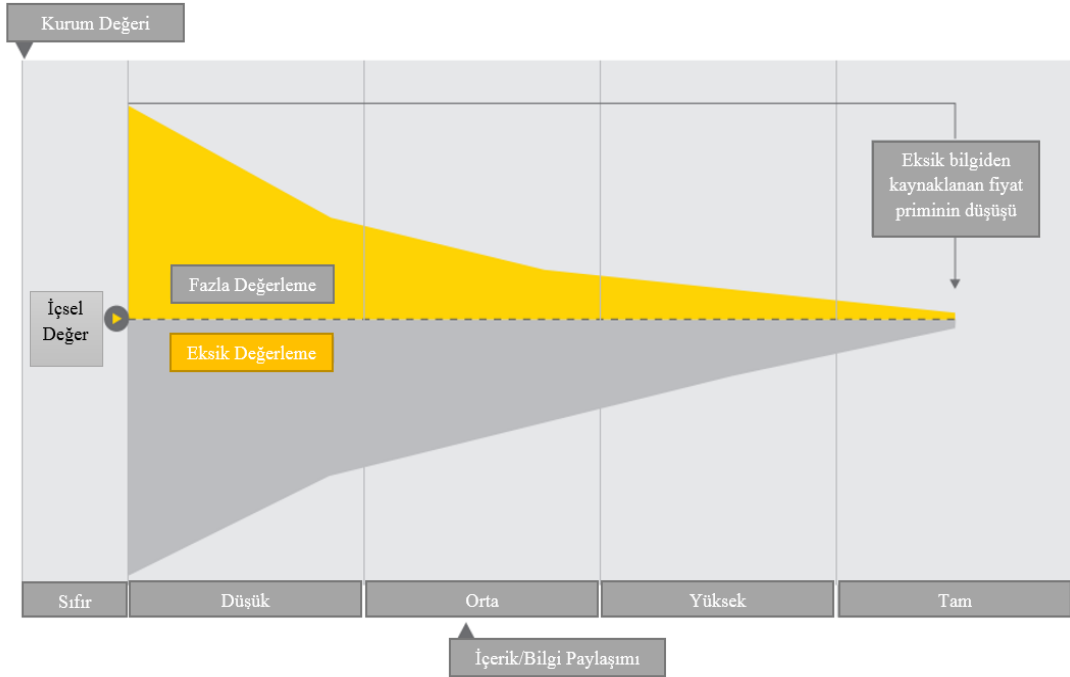 Kurum Değeri
Eksik bilgiden
kaynaklanan fiyat
priminin düşüşü
Fazla Değerleme
İçsel
Değer
Eksik Değerleme
Sıfır
Düşük
Orta
Yüksek
Tam
İçerik/Bilgi Paylaşımı